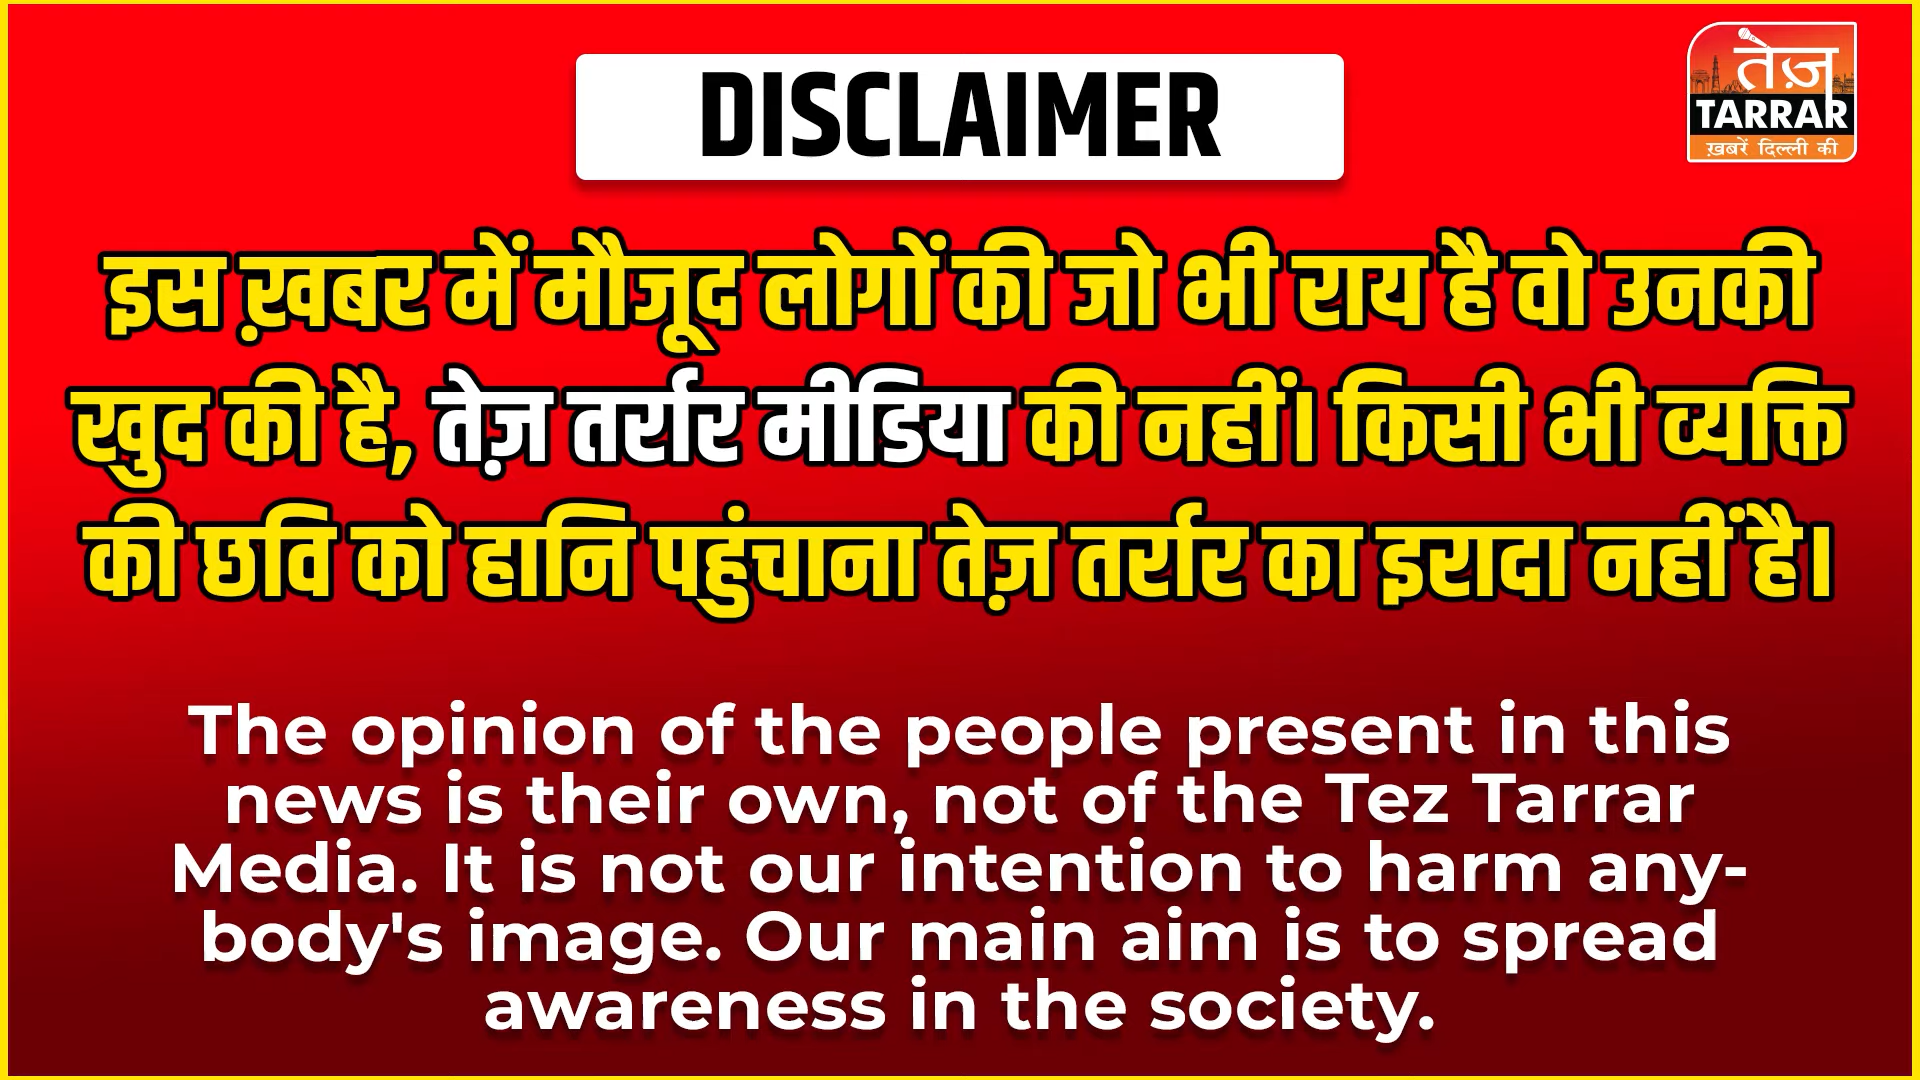 DISCLAIMER
तेज़
TARRAR
ख़बरें दिल्ली की
इस ख़बर में मौजूद लोगों की जो भी राय है वो उनकी
खुद की है, तेज़ तर्रार मीडिया की नहीं। किसी भी व्यक्ति
की छवि को हानि पहुंचाना तेज़ तर्रार का इरादा नहीं है।
The opinion of the people present in this
news is their own, not of the Tez Tarrar
Media. It is not our intention to harm any-
body's image. Our main aim is to spread
awareness in the society.